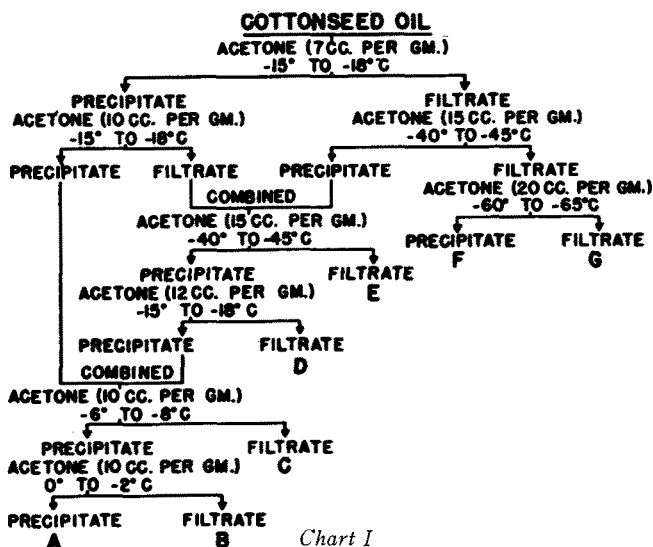 COTTONSEED OIL
ACETONE (7CC. PER GM.)
-15° TO -18°C
PRECIPITATE FILTRATE
ACETONE (10 CC. PER GM.) ACETONE (15 CC. PER GM.)
-15° TO -18°C -40° TO -45°C
PRECIPITATE FILTRATE PRECIPITATE FILTRATE
COMBINED ACETONE (20 CC. PER GM.)
ACETONE (15 CC. PER GM.) -60° TO -65°C
-40° TO -45°C PRECIPITATE FILTRATE
F G
PRECIPITATE FILTRATE
ACETONE (12 CC. PER GM.) E
-15° TO -18°C
PRECIPITATE FILTRATE
COMBINED D
ACETONE (10 CC. PER GM.)
-6° TO -8°C
PRECIPITATE FILTRATE
ACETONE (10 CC. PER GM.) C
0° TO -2°C
PRECIPITATE FILTRATE
A B Chart I